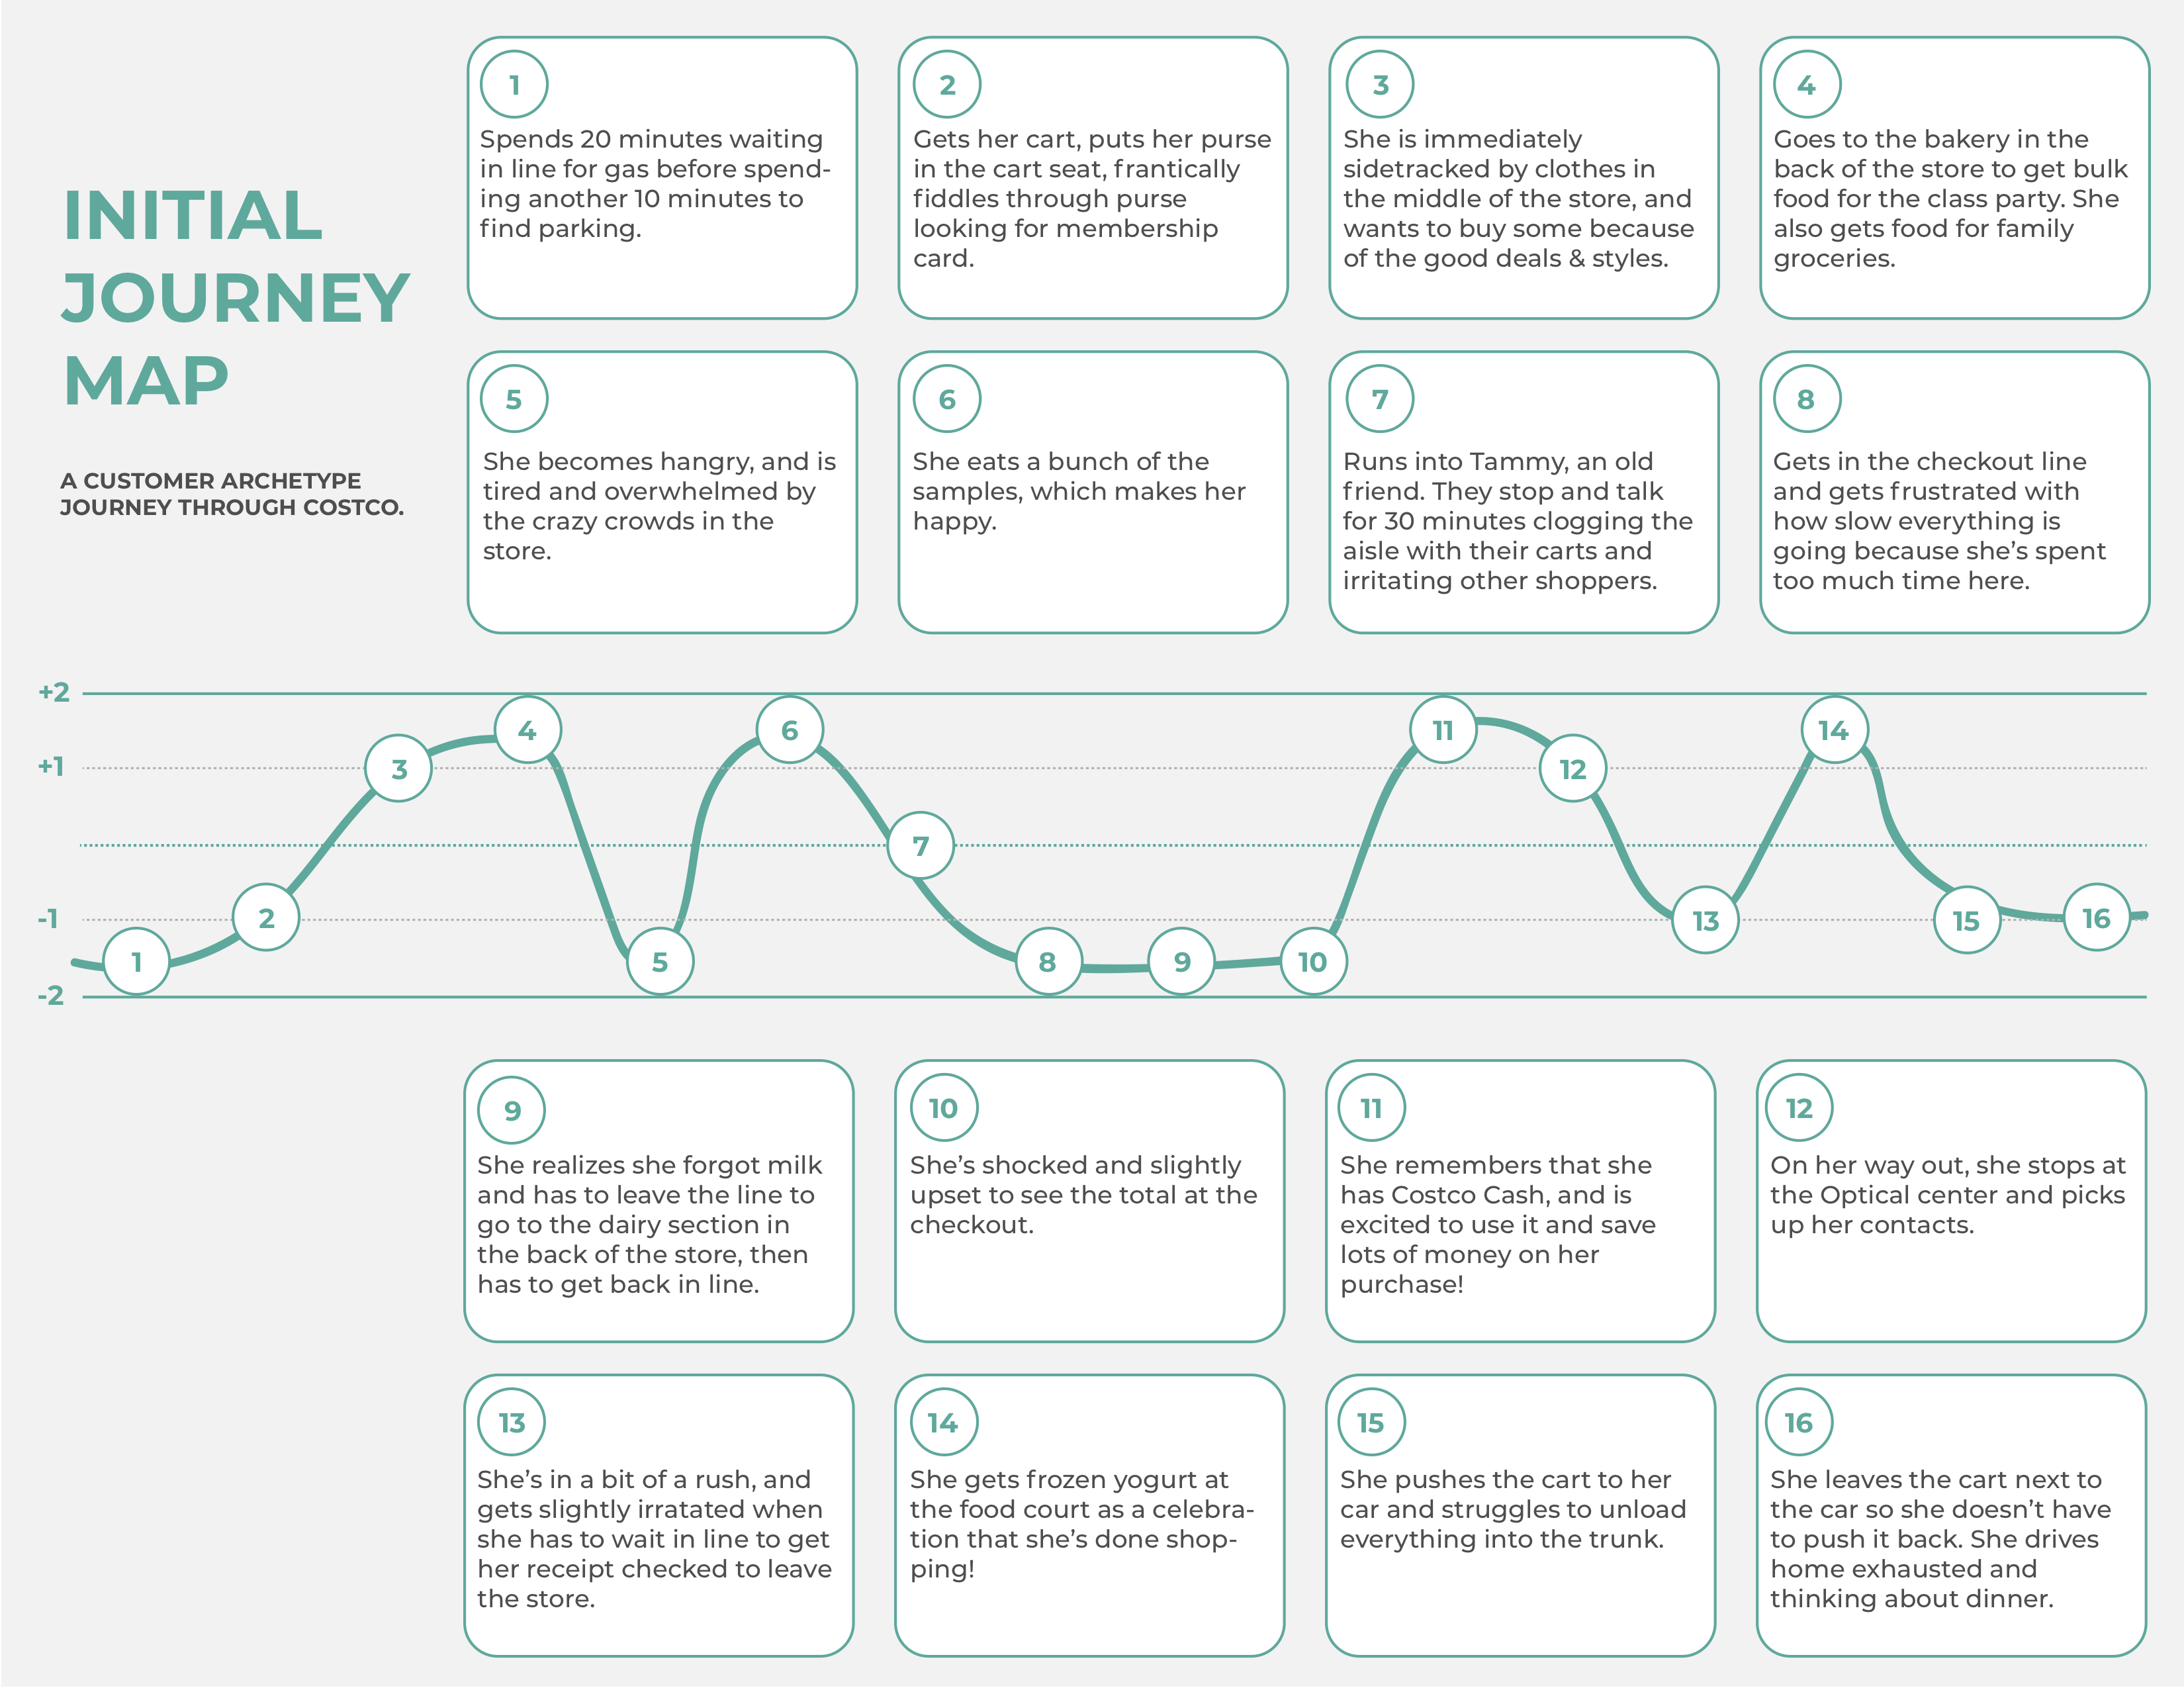 INITIAL
JOURNEY
MAP
A CUSTOMER ARCHETYPE
JOURNEY THROUGH COSTCO.
1
Spends 20 minutes waiting
in line for gas before spend-
ing another 10 minutes to
find parking.
2
Gets her cart, puts her purse
in the cart seat, frantically
fiddles through purse
looking for membership
card.
3
She is immediately
sidetracked by clothes in
the middle of the store, and
wants to buy some because
of the good deals & styles.
4
Goes to the bakery in the
back of the store to get bulk
food for the class party. She
also gets food for family
groceries.
5
She becomes hangry, and is
tired and overwhelmed by
the crazy crowds in the
store.
6
She eats a bunch of the
samples, which makes her
happy.
7
Runs into Tammy, an old
friend. They stop and talk
for 30 minutes clogging the
aisle with their carts and
irritating other shoppers.
8
Gets in the checkout line
and gets frustrated with
how slow everything is
going because she's spent
too much time here.
+2
+1
-1
-2
1
2
3
4
5
6
7
8
9
10
11
12
13
14
15
16
9
She realizes she forgot milk
and has to leave the line to
go to the dairy section in
the back of the store, then
has to get back in line.
10
She's shocked and slightly
upset to see the total at the
checkout.
11
She remembers that she
has Costco Cash, and is
excited to use it and save
lots of money on her
purchase!
12
On her way out, she stops at
the Optical center and picks
up her contacts.
13
She's in a bit of a rush, and
gets slightly irratated when
she has to wait in line to get
her receipt checked to leave
the store.
14
She gets frozen yogurt at
the food court as a celebra-
tion that she's done shop-
ping!
15
She pushes the cart to her
car and struggles to unload
everything into the trunk.
16
She leaves the cart next to
the car so she doesn't have
to push it back. She drives
home exhausted and
thinking about dinner.